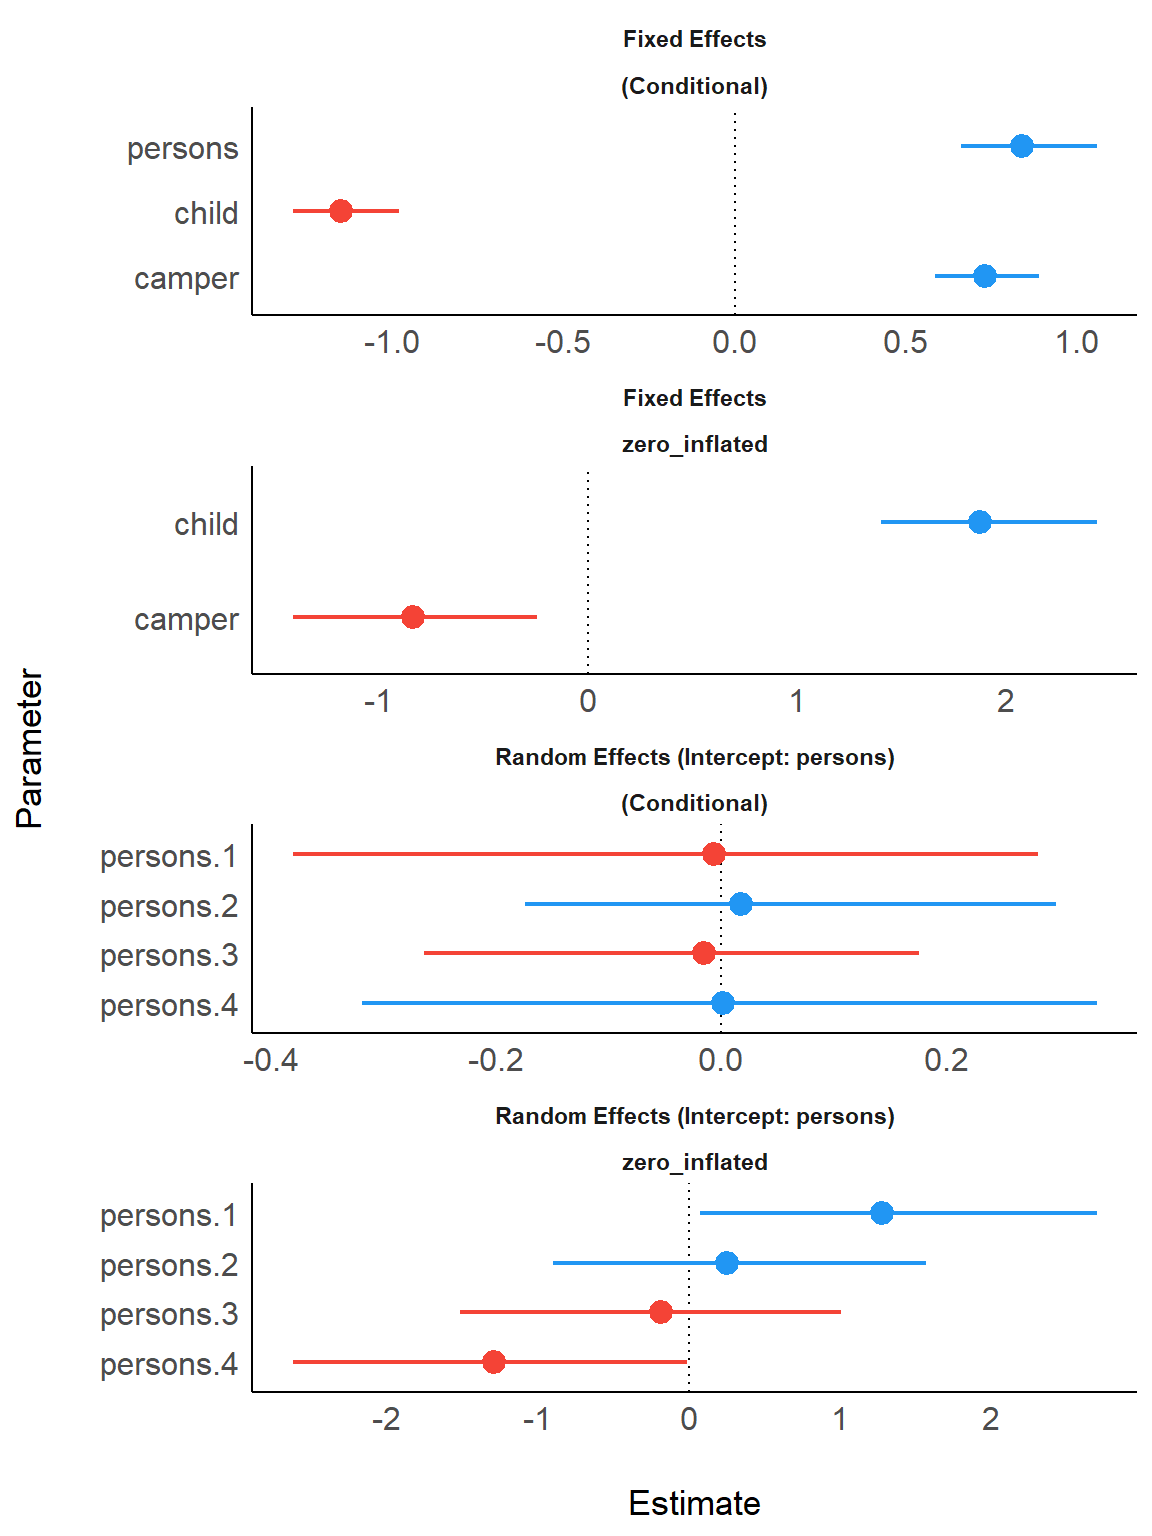 Fixed Effects
(Conditional)
persons
child
camper
-1.0 -0.5 0.0 0.5 1.0
Fixed Effects
zero_inflated
child
camper
-1 0 1 2
Parameter
Random Effects (Intercept: persons)
(Conditional)
persons.1
persons.2
persons.3
persons.4
-0.4 -0.2 0.0 0.2
Random Effects (Intercept: persons)
zero_inflated
persons.1
persons.2
persons.3
persons.4
-2 -1 0 1 2
Estimate